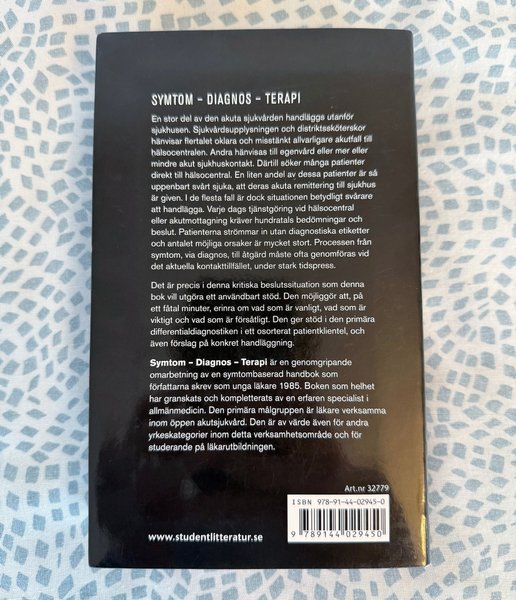 SYMTOM – DIAGNOS – TERAPI
En stor del av den akuta sjukvården handläggs utanför
sjukhusen. Sjukvårdsupplysningen och distriktssköterskor
hänvisar flertalet oklara och misstänkt allvarligare akutfall till
hälsocentralen. Andra hänvisas till egenvård eller mer eller
mindre akut sjukhuskontakt. Därtill söker många patienter
direkt till hälsocentral. En liten andel av dessa patienter är så
uppenbart svårt sjuka, att deras akuta remittering till sjukhus
är given. I de flesta fall är dock situationen betydligt svårare
att handlägga. Varje dags tjänstgöring vid hälsocentral
eller akutmottagning kräver hundratals bedömningar och
beslut. Patienterna strömmar in utan diagnostiska etiketter
och antalet möjliga orsaker är mycket stort. Processen från
symtom, via diagnos, till åtgärd måste ofta genomföras vid
det aktuella kontakttillfället, under stark tidspress.
Det är precis i denna kritiska beslutssituation som denna
bok vill utgöra ett användbart stöd. Den möjliggör att, på
ett fåtal minuter, erinra om vad som är vanligt, vad som är
viktigt och vad som är försåtligt. Den ger stöd i den primära
differentialdiagnostiken i ett osorterat patientklientel, och
även förslag på konkret handläggning.
Symtom – Diagnos – Terapi är en genomgripande
omarbetning av en symtombaserad handbok som
författarna skrev som unga läkare 1985. Boken som helhet
har granskats och kompletterats av en erfaren specialist i
allmänmedicin. Den primära målgruppen är läkare verksamma
inom öppen akutsjukvård. Den är av värde även för andra
yrkeskategorier inom detta verksamhetsområde och för
studerande på läkarutbildningen.
Art.nr 32779
ISBN 978-91-44-02945-0
9 789144 029450
www.studentlitteratur.se